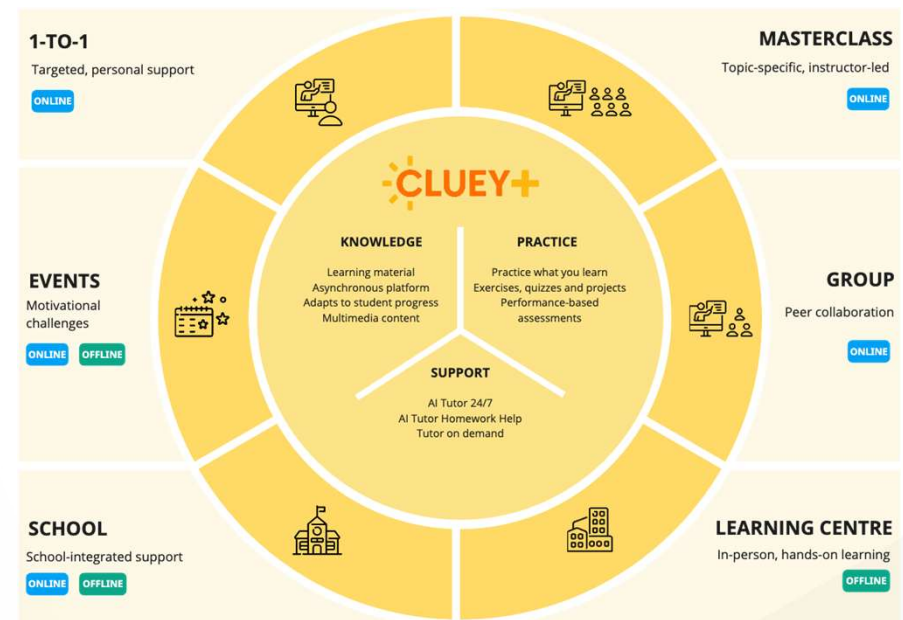 1-TO-1
Targeted, personal support
ONLINE
MASTERCLASS
Topic-specific, instructor-led
ONLINE
CLUEY+
KNOWLEDGE
Learning material
Asynchronous platform
Adapts to student progress
Multimedia content
PRACTICE
Practice what you learn
Exercises, quizzes and projects
Performance-based
assessments
SUPPORT
AI Tutor 24/7
AI Tutor Homework Help
Tutor on demand
EVENTS
Motivational
challenges
ONLINE OFFLINE
GROUP
Peer collaboration
ONLINE
SCHOOL
School-integrated support
ONLINE OFFLINE
LEARNING CENTRE
In-person, hands-on learning
OFFLINE